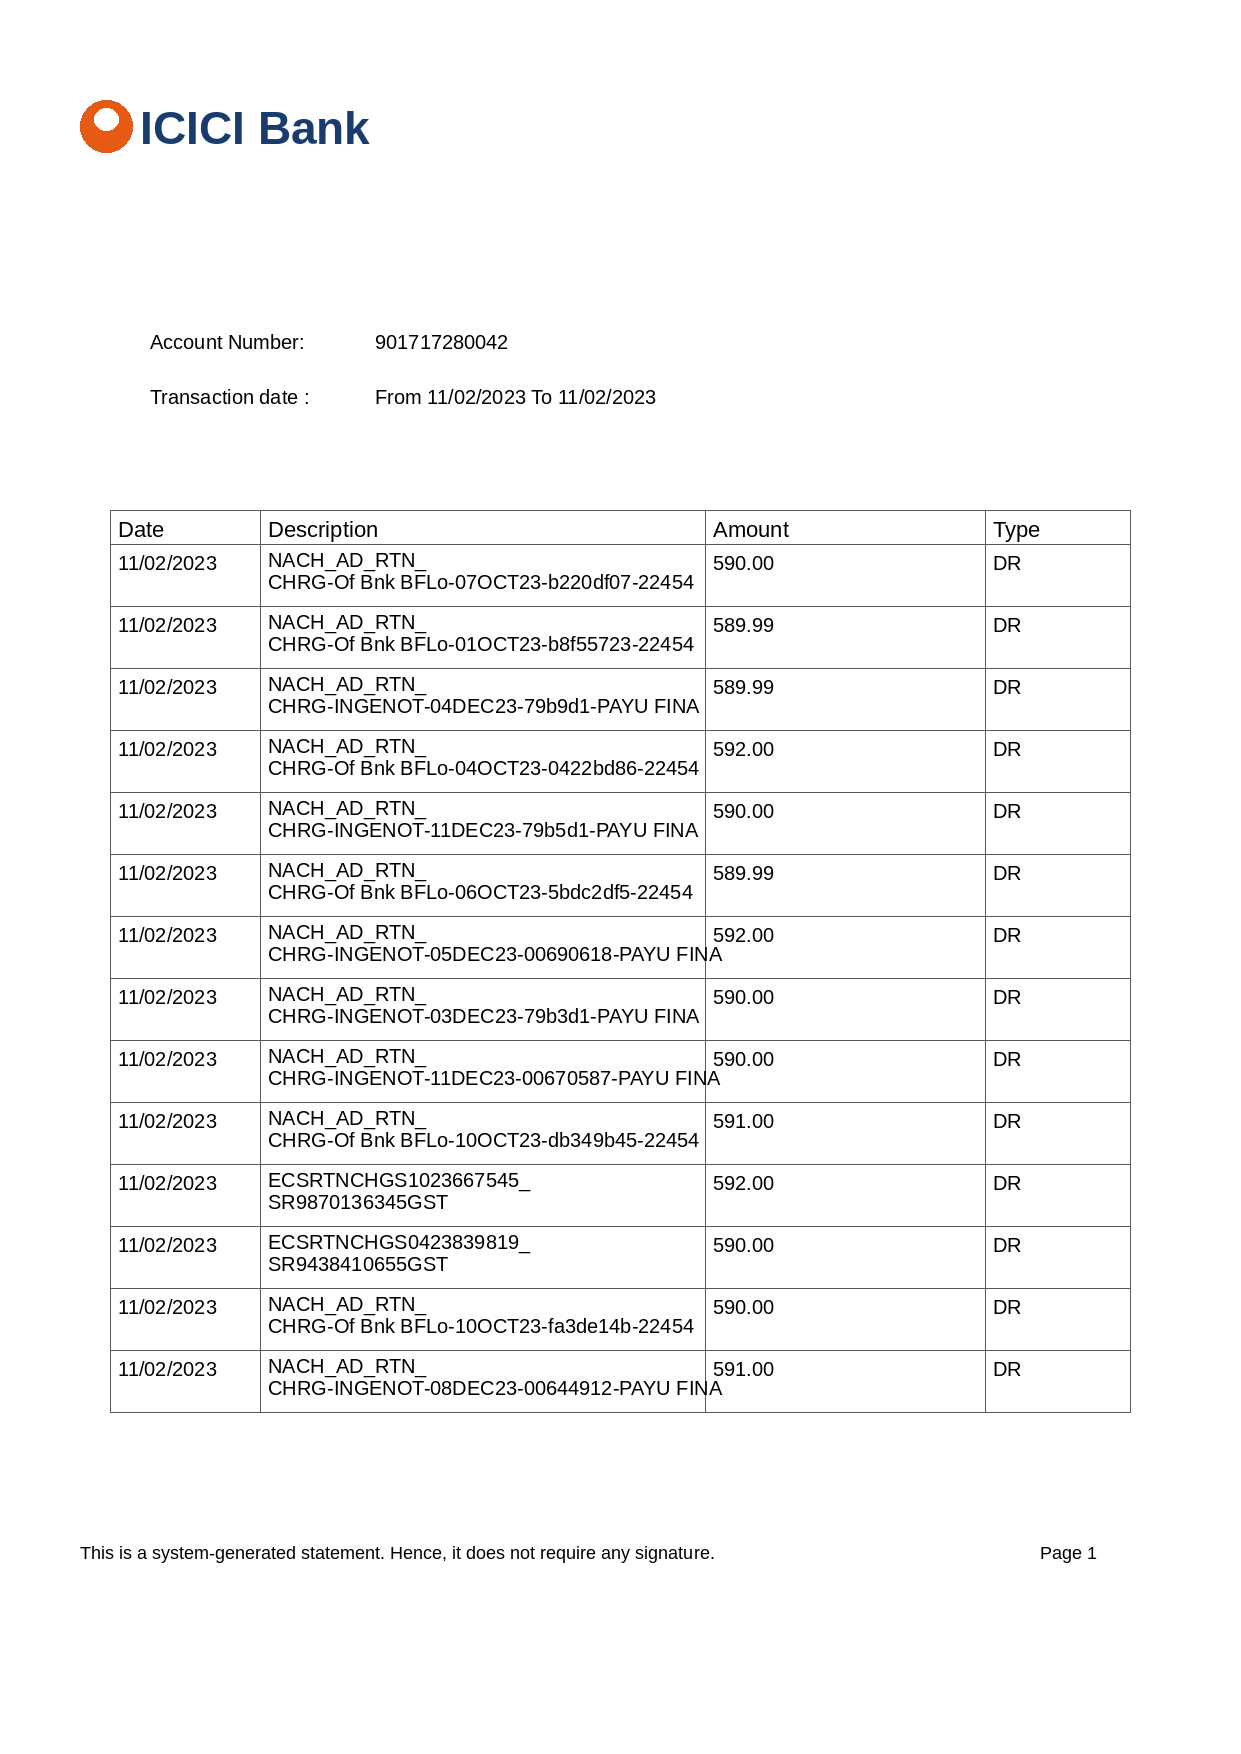 ICICI Bank
Account Number: 901717280042
Transaction date : From 11/02/2023 To 11/02/2023
Date Description Amount Type
11/02/2023 NACH_AD_RTN_ 590.00 DR
CHRG-Of Bnk BFLo-07OCT23-b220df07-22454
11/02/2023 NACH_AD_RTN_ 589.99 DR
CHRG-Of Bnk BFLo-01OCT23-b8f55723-22454
11/02/2023 NACH_AD_RTN_ 589.99 DR
CHRG-INGENOT-04DEC23-79b9d1-PAYU FINA
11/02/2023 NACH_AD_RTN_ 592.00 DR
CHRG-Of Bnk BFLo-04OCT23-0422bd86-22454
11/02/2023 NACH_AD_RTN_ 590.00 DR
CHRG-INGENOT-11DEC23-79b5d1-PAYU FINA
11/02/2023 NACH_AD_RTN_ 589.99 DR
CHRG-Of Bnk BFLo-06OCT23-5bdc2df5-22454
11/02/2023 NACH_AD_RTN_ 592.00 DR
CHRG-INGENOT-05DEC23-00690618-PAYU FINA
11/02/2023 NACH_AD_RTN_ 590.00 DR
CHRG-INGENOT-03DEC23-79b3d1-PAYU FINA
11/02/2023 NACH_AD_RTN_ 590.00 DR
CHRG-INGENOT-11DEC23-00670587-PAYU FINA
11/02/2023 NACH_AD_RTN_ 591.00 DR
CHRG-Of Bnk BFLo-10OCT23-db349b45-22454
11/02/2023 ECSRTNCHGS1023667545_ 592.00 DR
SR9870136345GST
11/02/2023 ECSRTNCHGS0423839819_ 590.00 DR
SR9438410655GST
11/02/2023 NACH_AD_RTN_ 590.00 DR
CHRG-Of Bnk BFLo-10OCT23-fa3de14b-22454
11/02/2023 NACH_AD_RTN_ 591.00 DR
CHRG-INGENOT-08DEC23-00644912-PAYU FINA
This is a system-generated statement. Hence, it does not require any signature. Page 1